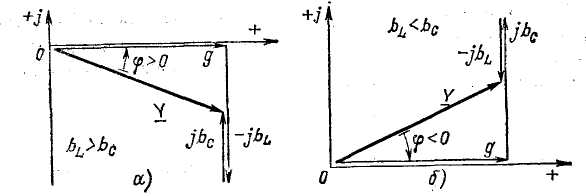 +j
+
0
φ>0
g
Y
b_L>b_C
jb_C
-jb_L
а)
+j
b_L<b_C
jb_C
-jb_L
Y
φ<0
g
0
+
б)